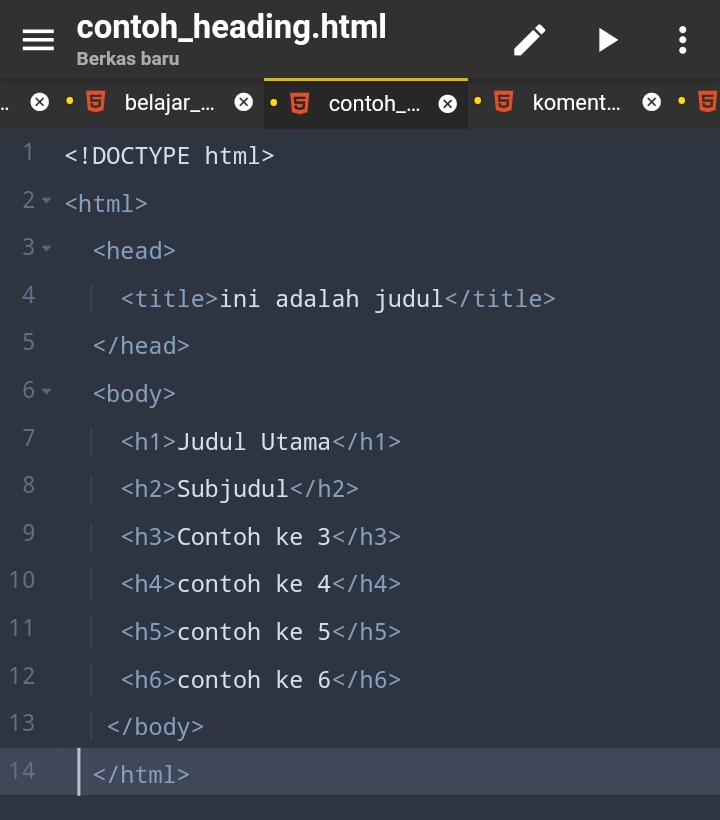 contoh_heading.html
Berkas baru
.. belajar_... contoh_... koment...
1 <!DOCTYPE html>
2 <html>
3 <head>
4 <title>ini adalah judul</title>
5 </head>
6 <body>
7 <h1>Judul Utama</h1>
8 <h2>Subjudul</h2>
9 <h3>Contoh ke 3</h3>
10 <h4>contoh ke 4</h4>
11 <h5>contoh ke 5</h5>
12 <h6>contoh ke 6</h6>
13 </body>
14 </html>